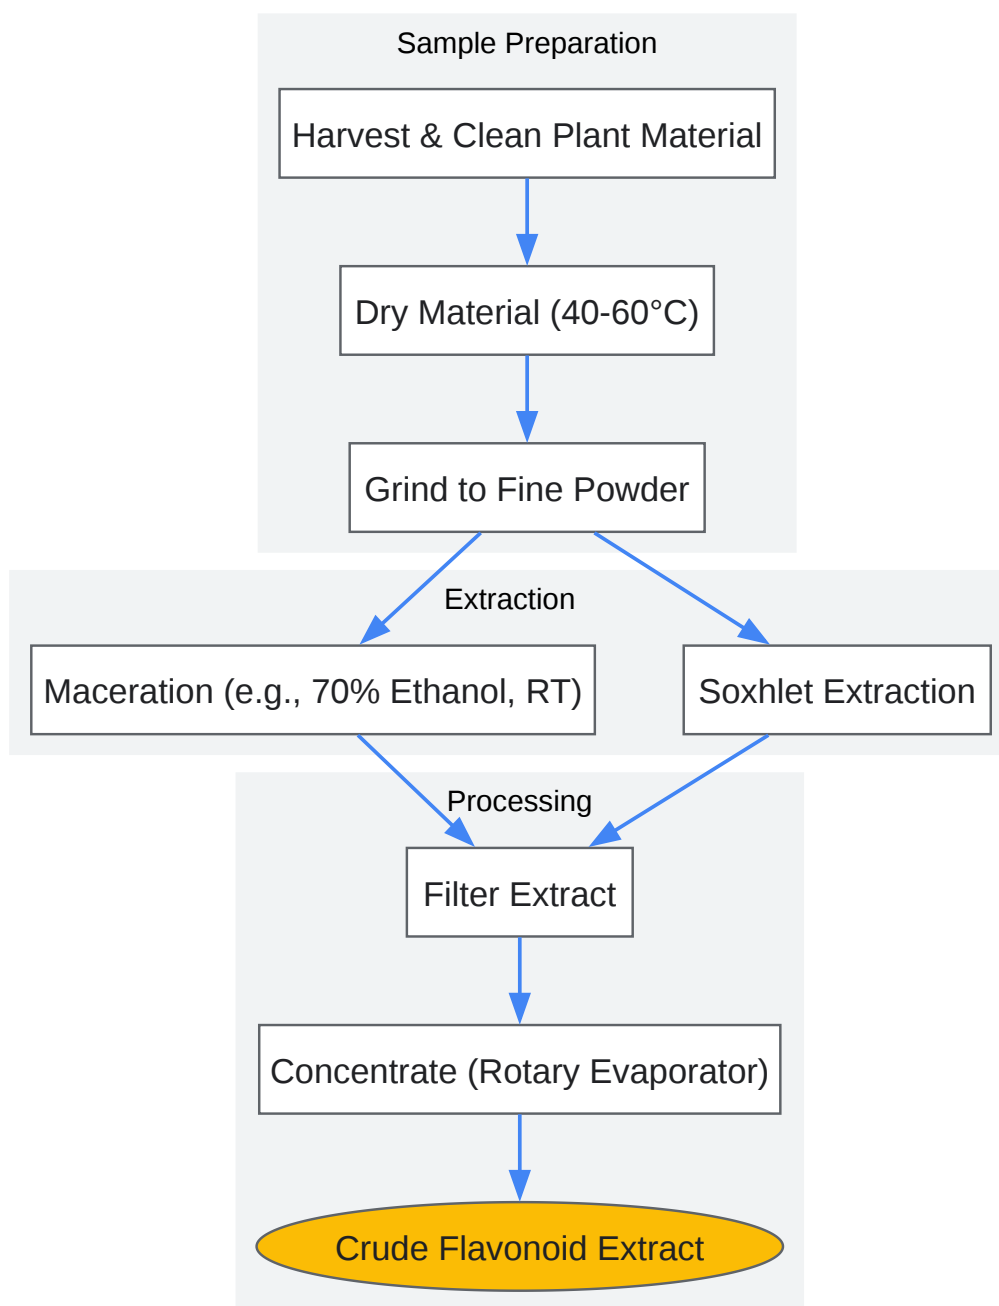 Sample Preparation
Harvest & Clean Plant Material
Dry Material (40-60°C)
Grind to Fine Powder
Extraction
Maceration (e.g., 70% Ethanol, RT)
Soxhlet Extraction
Processing
Filter Extract
Concentrate (Rotary Evaporator)
Crude Flavonoid Extract